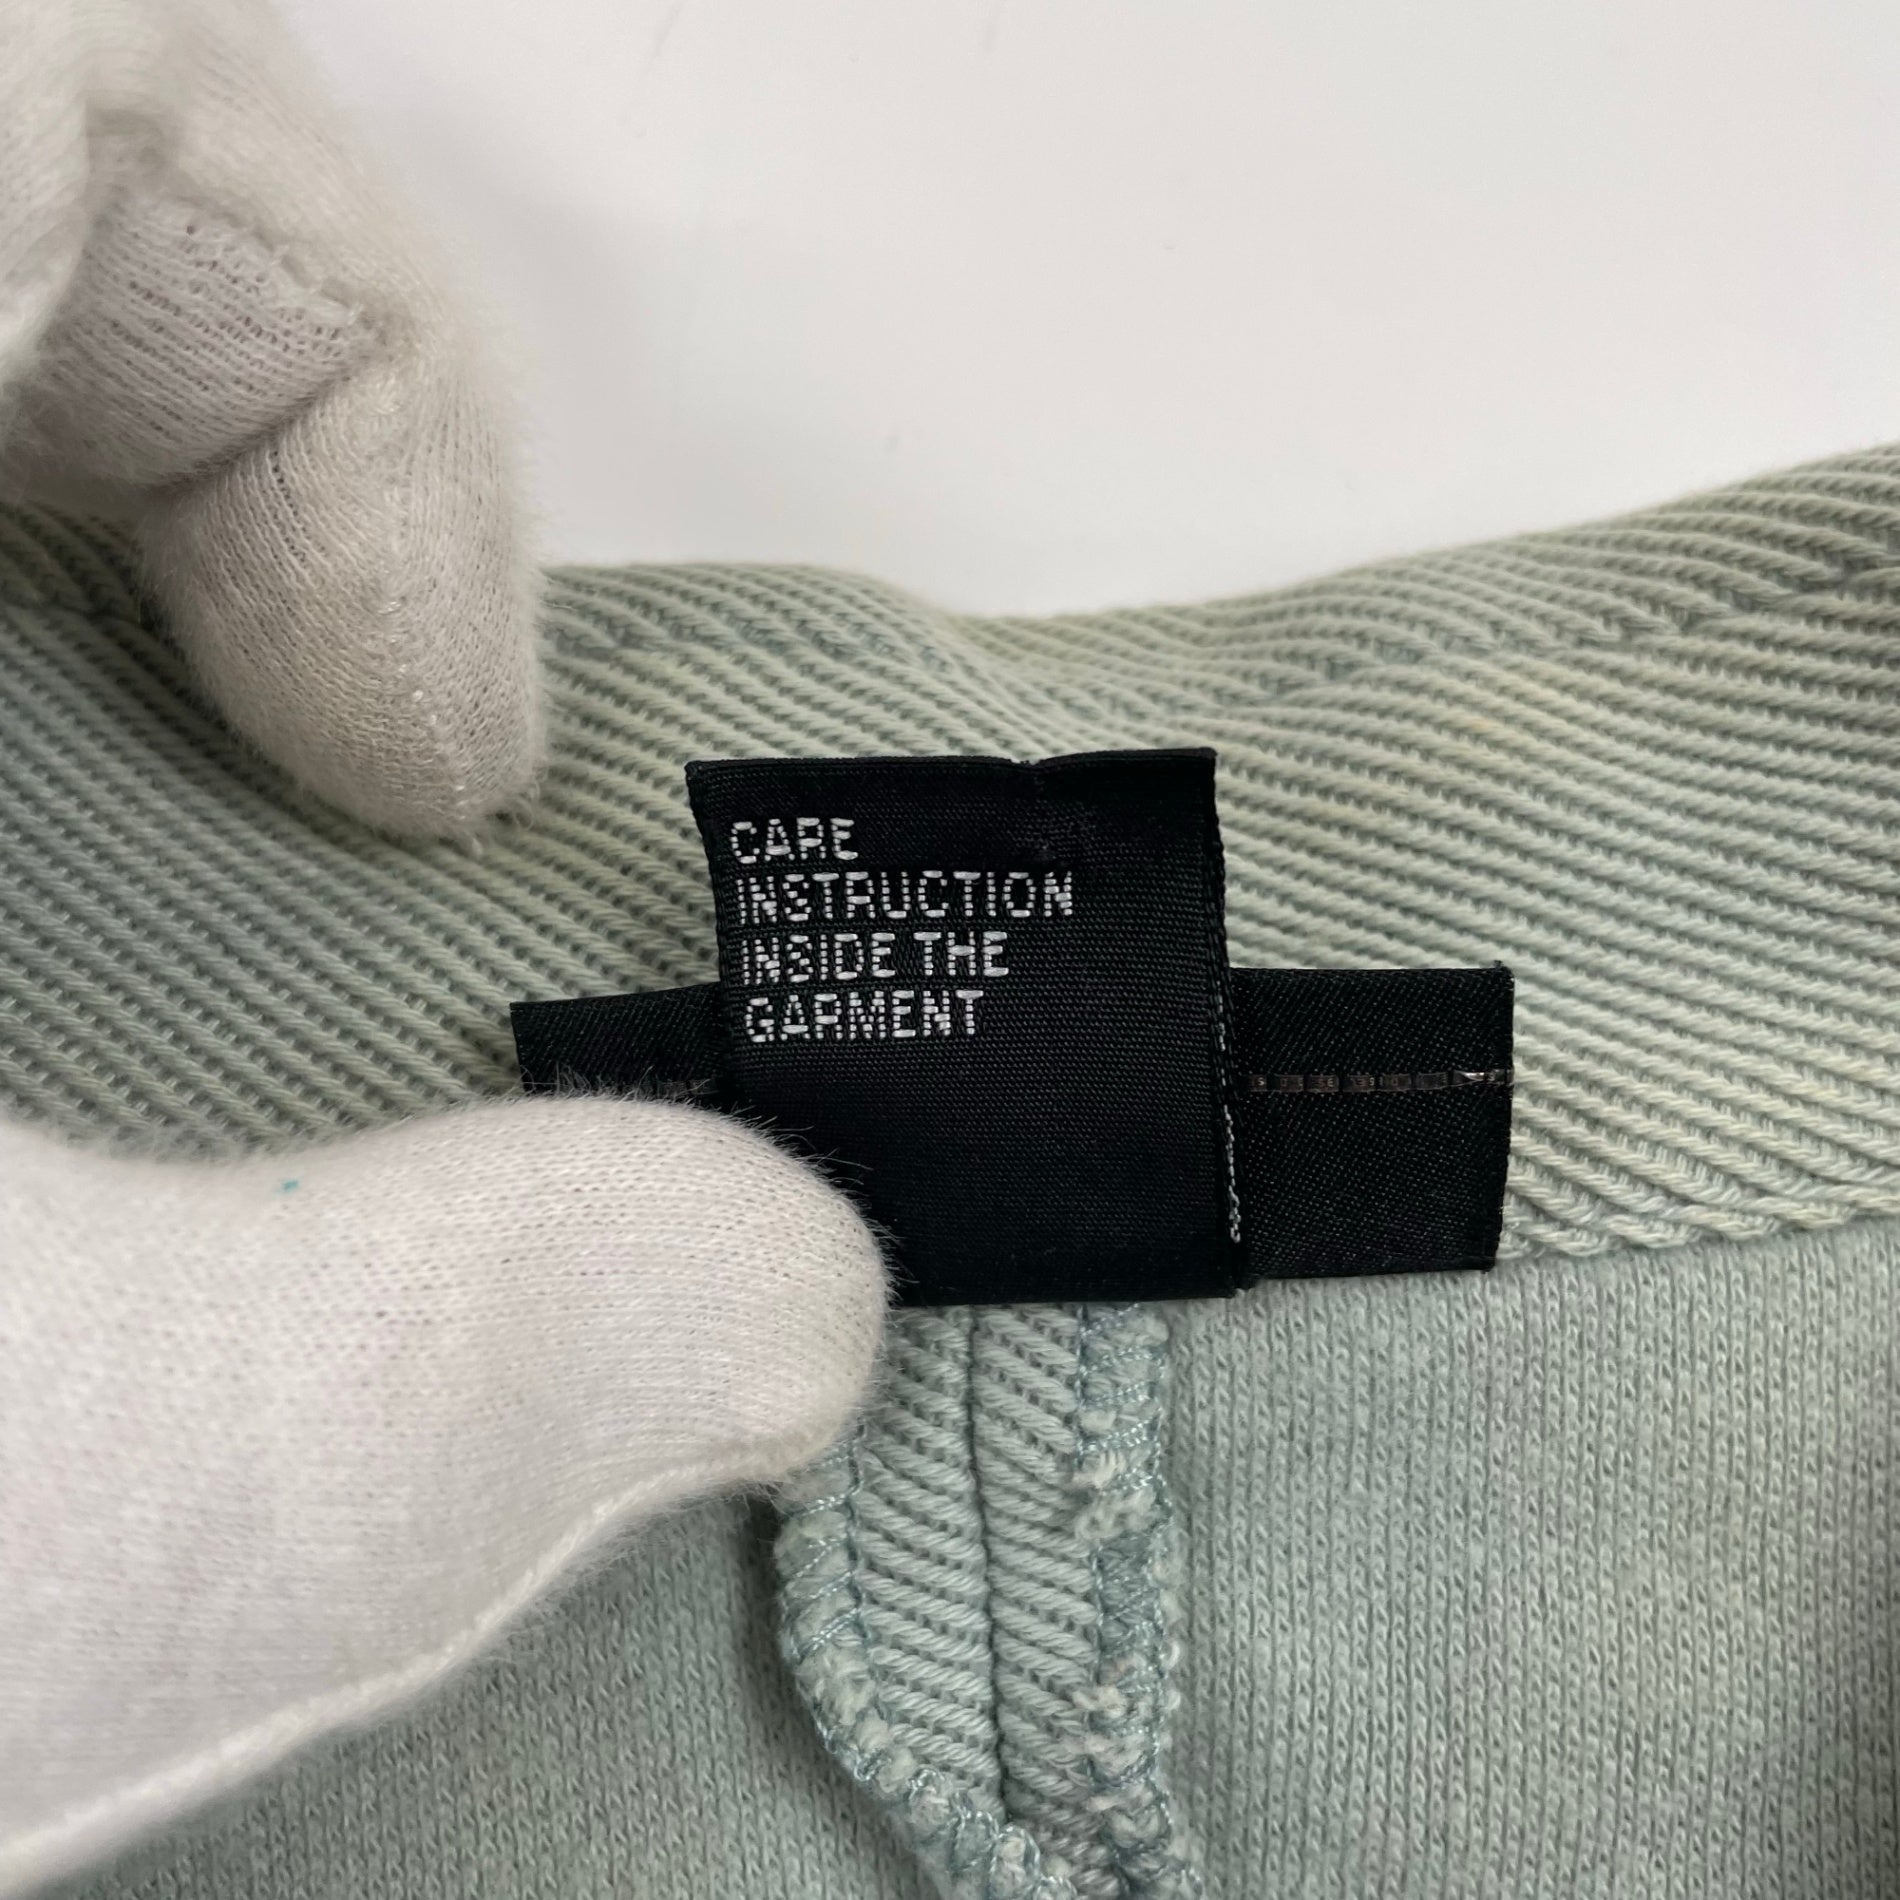 CARE
INSTRUCTION
INSIDE THE
GARMENT